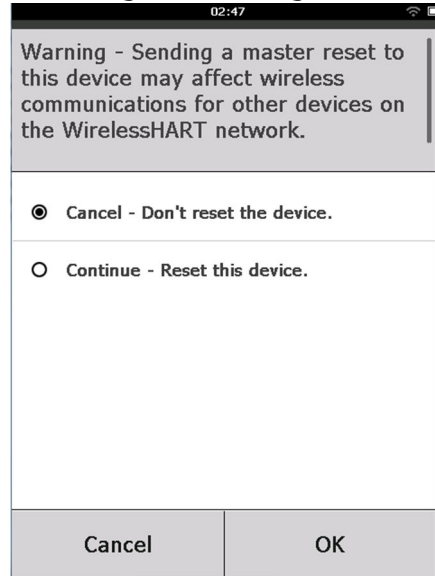 02:47
Warning - Sending a master reset to
this device may affect wireless
communications for other devices on
the WirelessHART network.
Cancel - Don't reset the device.
Continue - Reset this device.
Cancel
OK